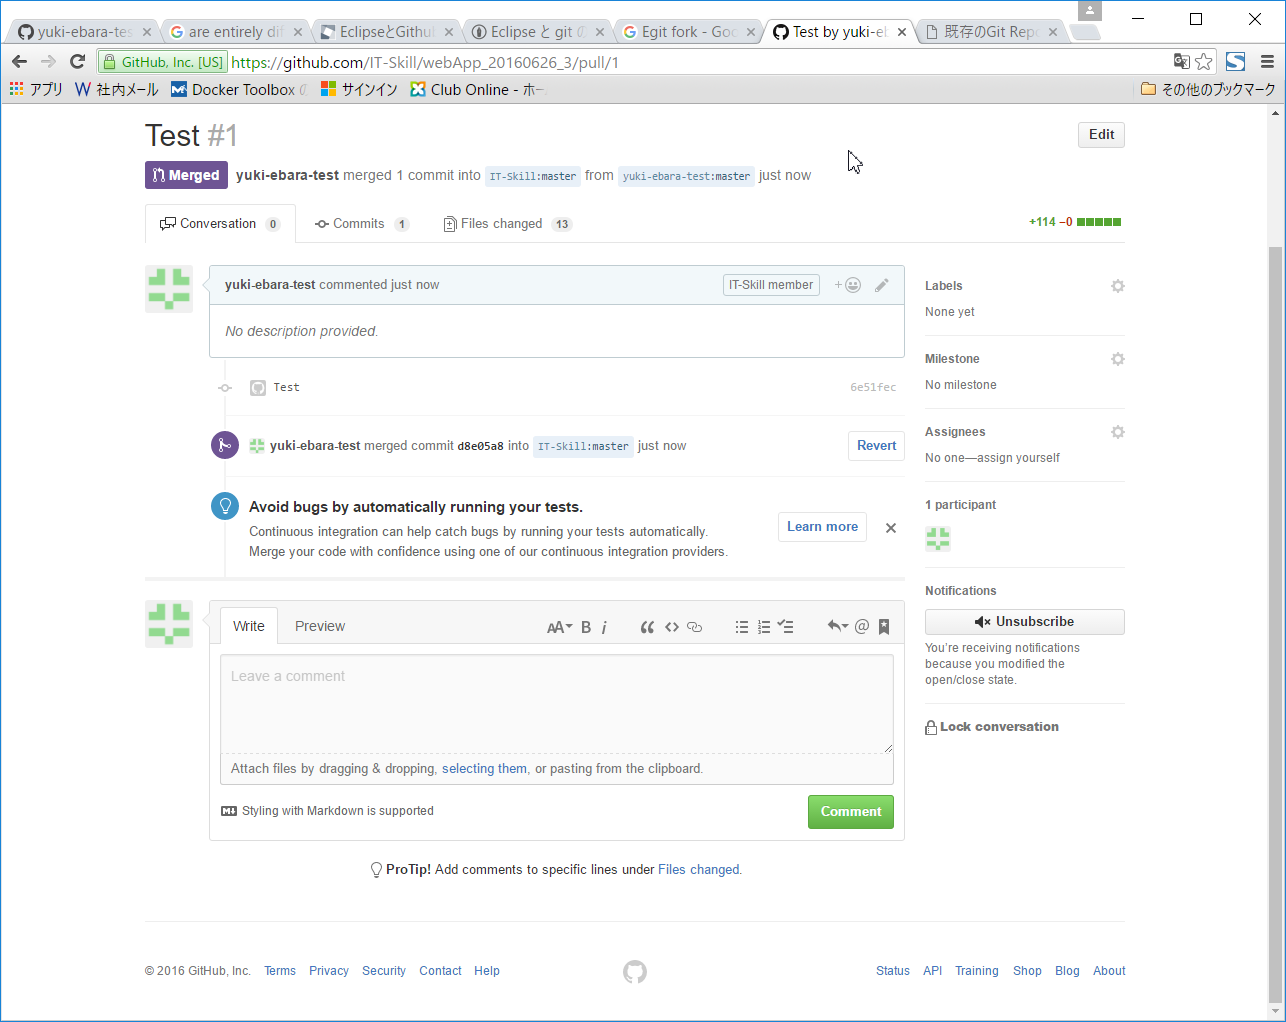 yuki-ebara-tes
are entirely dif
EclipseとGithu
Eclipse と git の
Egit fork - Goo
Test by yuki-eb
既存のGit Repo
GitHub, Inc. [US]
https://github.com/IT-Skill/webApp_20160626_3/pull/1
アプリ
社内メール
Docker Toolbox
サインイン
Club Online - ホー
その他のブックマーク
Test #1
Edit
Merged
yuki-ebara-test merged 1 commit into IT-Skill:master from yuki-ebara-test:master just now
Conversation 0
Commits 1
Files changed 13
+114 −0
yuki-ebara-test commented just now
IT-Skill member
No description provided.
Test
6e51fec
yuki-ebara-test merged commit d8e05a8 into IT-Skill:master just now
Revert
Avoid bugs by automatically running your tests.
Continuous integration can help catch bugs by running your tests automatically.
Merge your code with confidence using one of our continuous integration providers.
Learn more
Labels
None yet
Milestone
No milestone
Assignees
No one—assign yourself
1 participant
Notifications
Unsubscribe
You're receiving notifications
because you modified the
open/close state.
Lock conversation
Write
Preview
AA B i
Leave a comment
Attach files by dragging & dropping, selecting them, or pasting from the clipboard.
Styling with Markdown is supported
Comment
ProTip! Add comments to specific lines under Files changed.
© 2016 GitHub, Inc. Terms Privacy Security Contact Help
Status API Training Shop Blog About